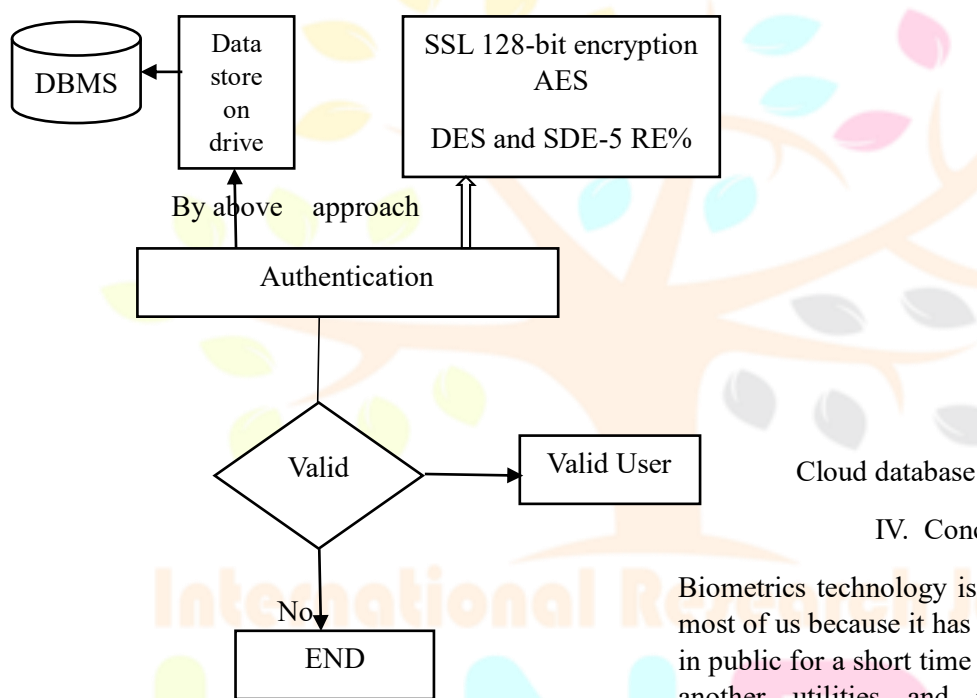 DBMS
Data
store
on
drive
SSL 128-bit encryption
AES
DES and SDE-5 RE%
By above approach
Authentication
Valid
Valid User
No
END
Cloud database
IV. Conc
Biometrics technology is
most of us because it has
in public for a short time
another utilities and
International Research J